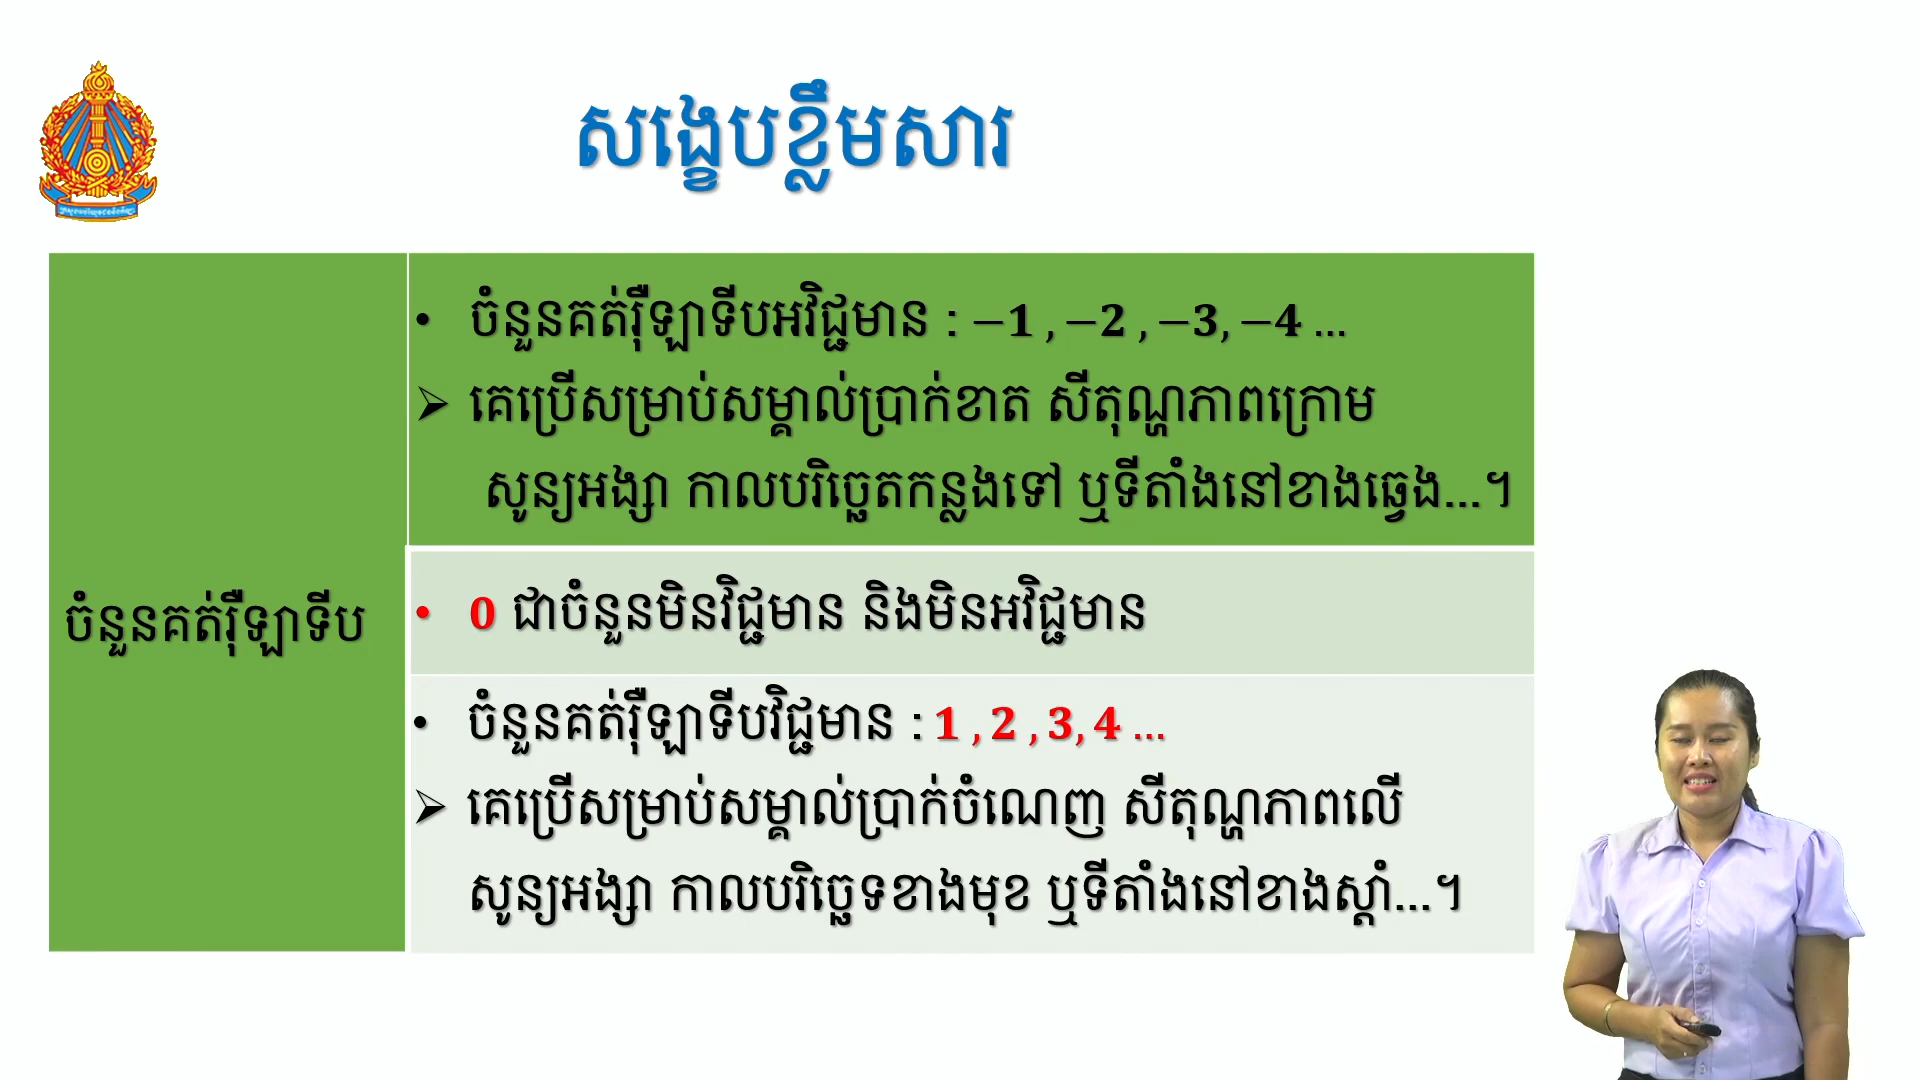 សង្ខេបខ្លឹមសារ
ចំនួនគត់រ៉ឺឡាទីប
• ចំនួនគត់រ៉ឺឡាទីបអវិជ្ជមាន : −1 , −2 , −3, −4 ...
➢ គេប្រើសម្រាប់សម្គាល់ប្រាក់ខាត សីតុណ្ហភាពក្រោម
សូន្យអង្សា កាលបរិច្ឆេតកន្លងទៅ ឬទីតាំងនៅខាងឆ្វេង...។
• 0 ជាចំនួនមិនវិជ្ជមាន និងមិនអវិជ្ជមាន
• ចំនួនគត់រ៉ឺឡាទីបវិជ្ជមាន : 1 , 2 , 3, 4 ...
➢ គេប្រើសម្រាប់សម្គាល់ប្រាក់ចំណេញ សីតុណ្ហភាពលើ
សូន្យអង្សា កាលបរិច្ឆេទខាងមុខ ឬទីតាំងនៅខាងស្តាំ...។